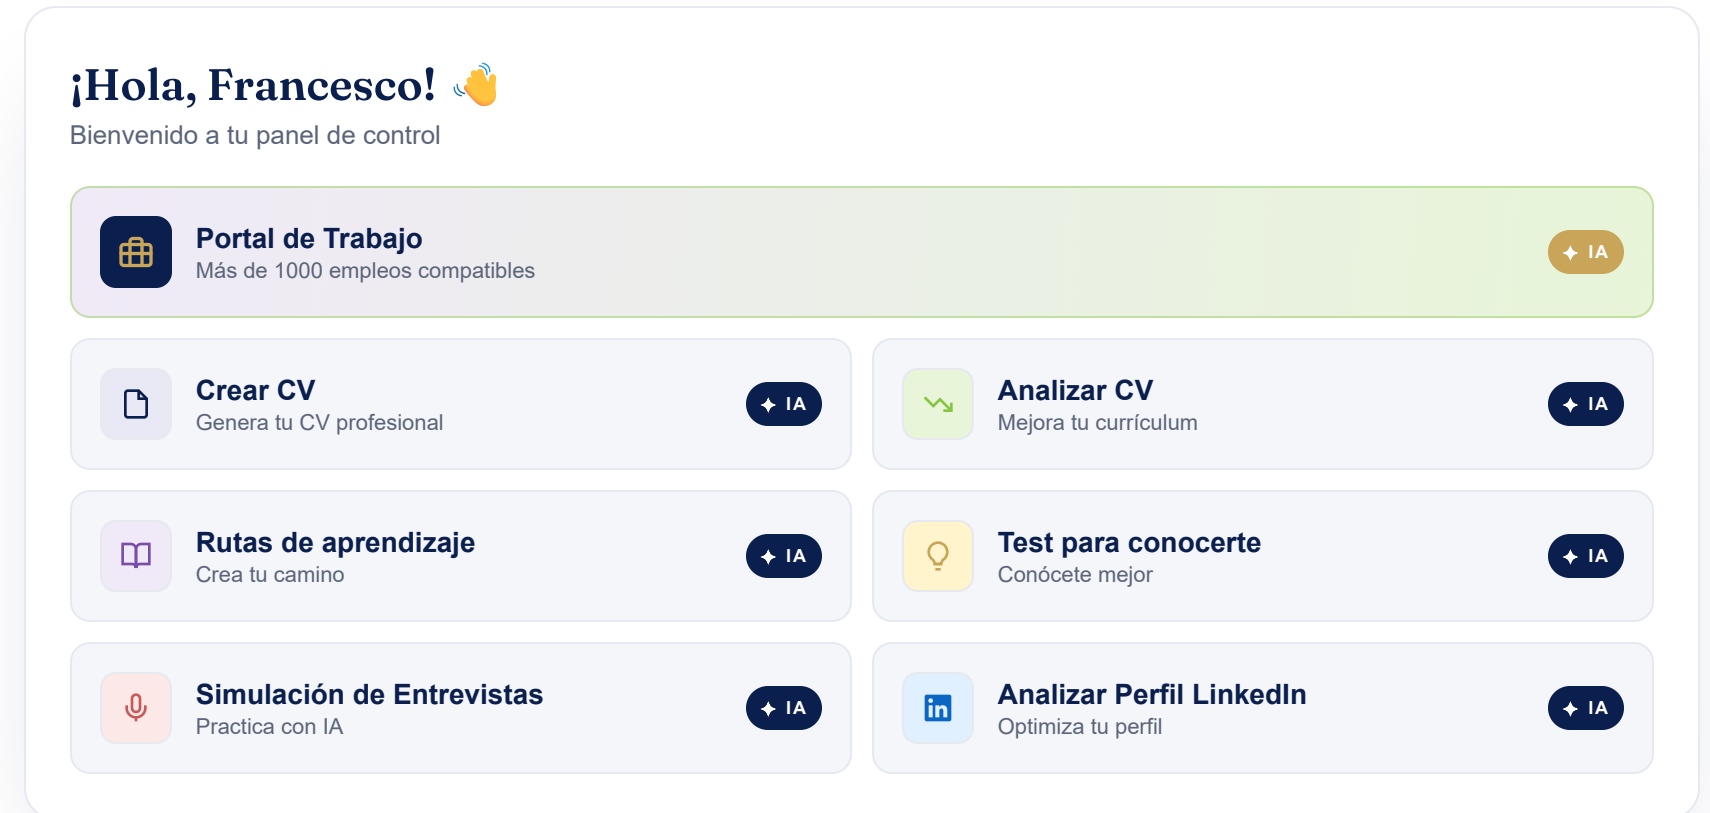 ¡Hola, Francesco! 👋
Bienvenido a tu panel de control
Portal de Trabajo
Más de 1000 empleos compatibles
IA
Crear CV
Genera tu CV profesional
IA
Analizar CV
Mejora tu currículum
IA
Rutas de aprendizaje
Crea tu camino
IA
Test para conocerte
Conócete mejor
IA
Simulación de Entrevistas
Practica con IA
IA
in
Analizar Perfil LinkedIn
Optimiza tu perfil
IA